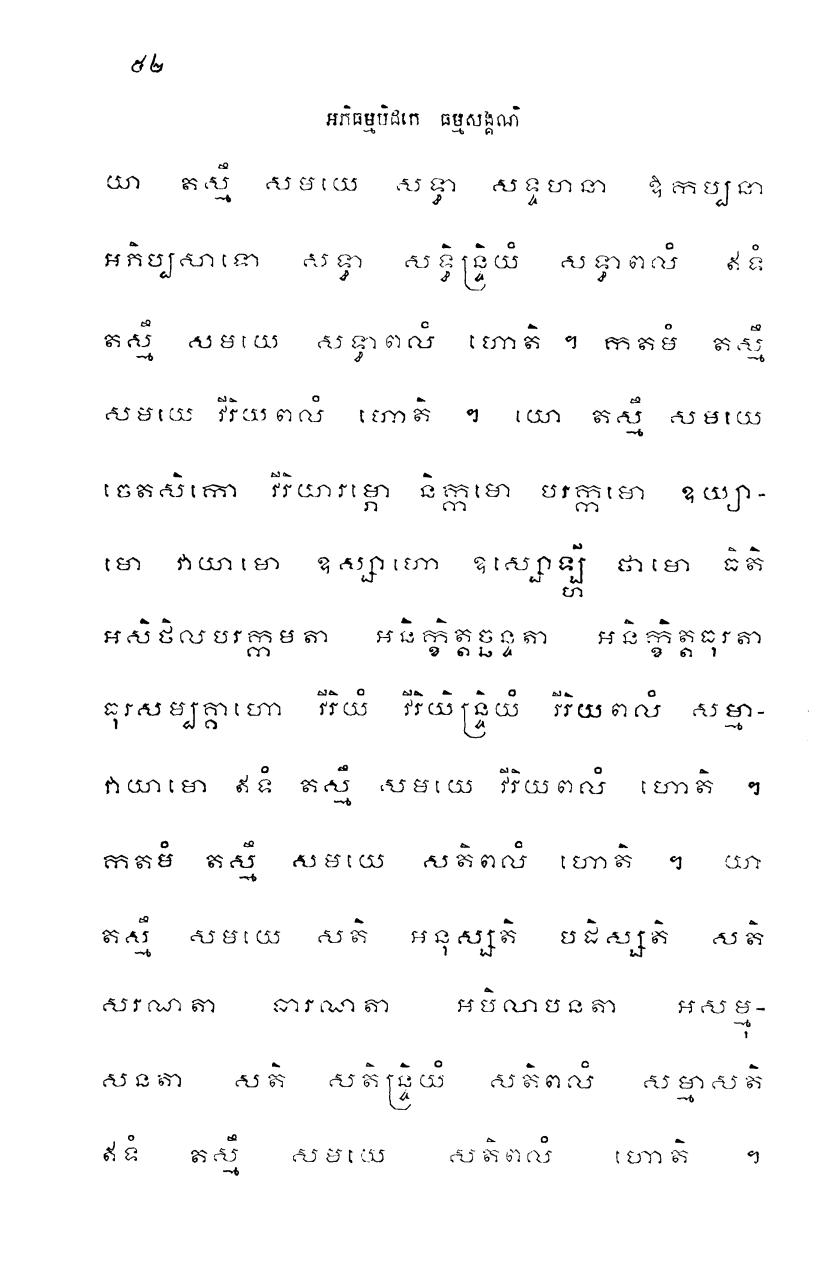 ៥២
អភិធម្មបិដកេ ធម្មសង្គណិ
យា តស្មឹ សមយេ សទ្ធា សទ្ទហនា ឱកប្បនា
អភិប្បសាទោ សទ្ធា សទ្ធិន្ទ្រិយំ សទ្ធាពលំ ឥទំ
តស្មឹ សមយេ សទ្ធាពលំ ហោតិ ៗ កតមំ តស្មឹ
សមយេ វីរិយពលំ ហោតិ ៗ យោ តស្មឹ សមយេ
ចេតសិកោ វីរិយារម្ភោ និក្កមោ បរក្កមោ ឧយ្យា-
មោ វាយាមោ ឧស្សាហោ ឧស្សោឡ្ហី ថាមោ ធិតិ
អសិថិលបរក្កមតា អនិក្ខិត្តច្ឆន្ទតា អនិក្ខិត្តធុរតា
ធុរសម្បគ្គាហោ វីរិយំ វីរិយិន្ទ្រិយំ វីរិយពលំ សម្មា-
វាយាមោ ឥទំ តស្មឹ សមយេ វីរិយពលំ ហោតិ ៗ
កតមំ តស្មឹ សមយេ សតិពលំ ហោតិ ៗ យា
តស្មឹ សមយេ សតិ អនុស្សតិ បដិស្សតិ សតិ
សរណតា ធារណតា អបិលាបនតា អសម្មុ-
សនតា សតិ សតិន្ទ្រិយំ សតិពលំ សម្មាសតិ
ឥទំ តស្មឹ សមយេ សតិពលំ ហោតិ ៗ